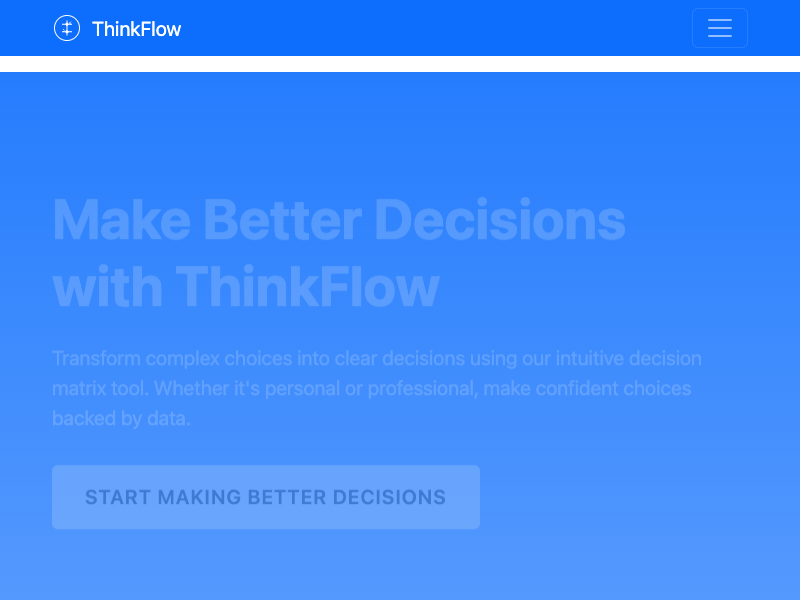 ThinkFlow
Make Better Decisions
with ThinkFlow
Transform complex choices into clear decisions using our intuitive decision
matrix tool. Whether it's personal or professional, make confident choices
backed by data.
START MAKING BETTER DECISIONS